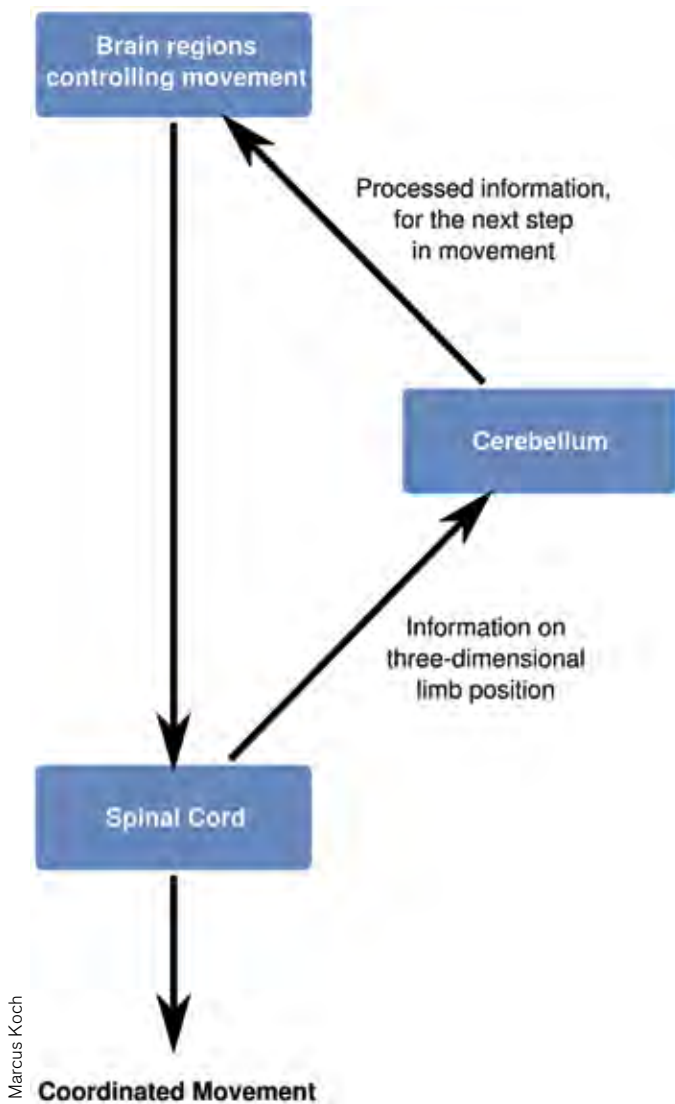 Brain regions
controlling movement
Processed information,
for the next step
in movement
Cerebellum
Information on
three-dimensional
limb position
Spinal Cord
Coordinated Movement
Marcus Koch